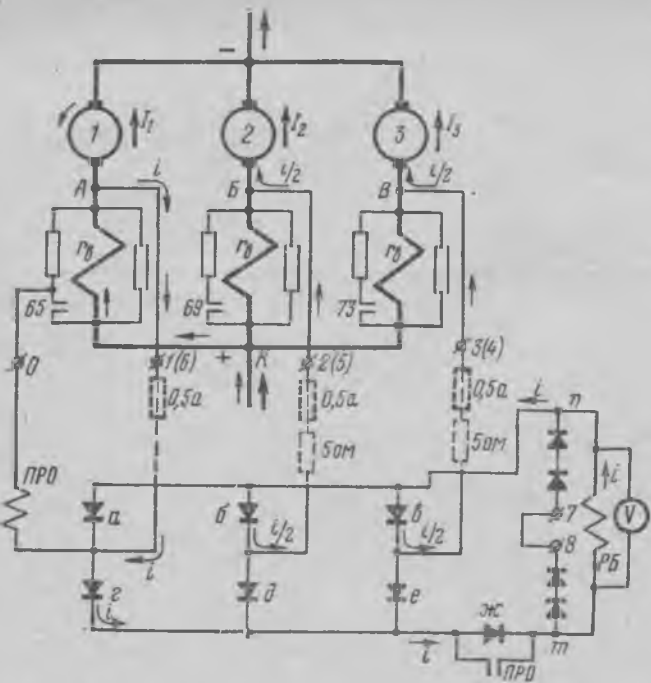 −
1
I₁
2
I₂
3
I₃
А
i
Б
i/2
В
i/2
rв
rв
rв
65
69
73
0
1(6)
+
К
2(5)
3(4)
0,5а
0,5а
0,5а
i
n
5ом
5ом
ПРО
а
б
в
7
i
i/2
i/2
8
V
i
РБ
г
д
е
ж
i
i
m
ПРО